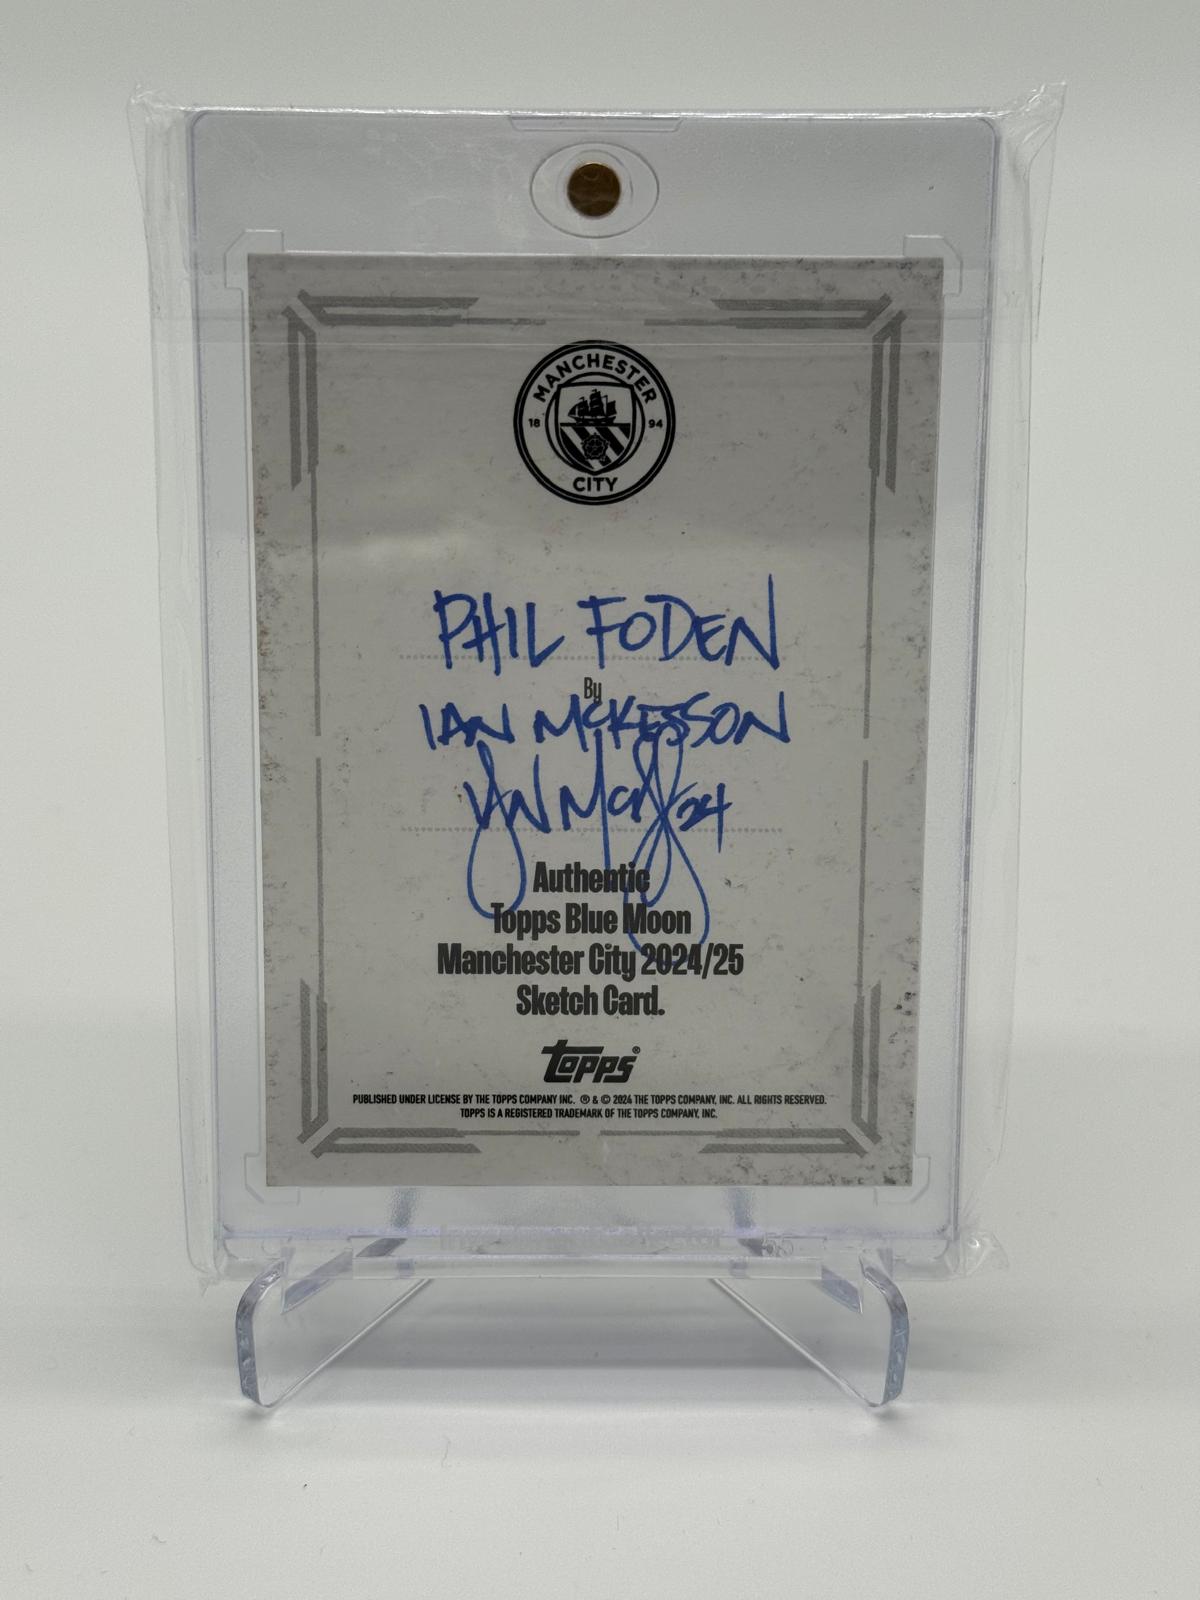 MANCHESTER
18 94
CITY
PHIL FODEN
By
IAN MCKESSON
24
Authentic
Topps Blue Moon
Manchester City 2024/25
Sketch Card.
topps®
PUBLISHED UNDER LICENSE BY THE TOPPS COMPANY INC. ® & © 2024 THE TOPPS COMPANY, INC. ALL RIGHTS RESERVED.
TOPPS IS A REGISTERED TRADEMARK OF THE TOPPS COMPANY, INC.